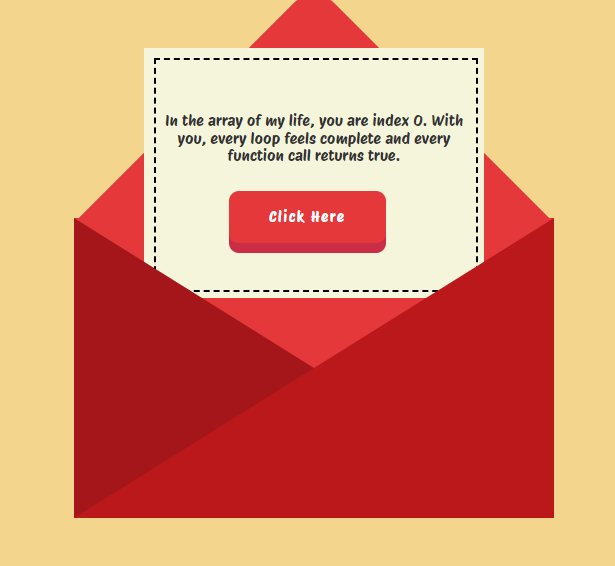 In the array of my life, you are index 0. With
you, every loop feels complete and every
function call returns true.
Click Here